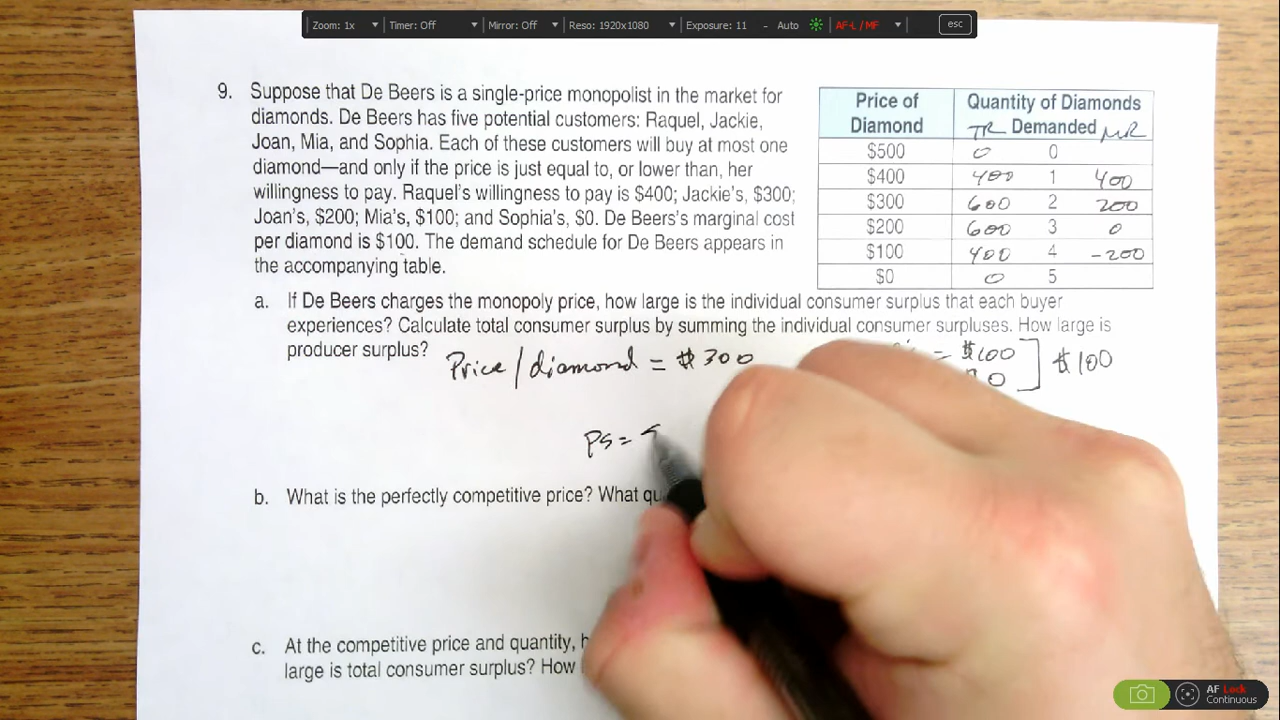 Zoom: 1x Timer: Off Mirror: Off Reso: 1920x1080 Exposure: 11 - Auto AF-L / MF esc
9. Suppose that De Beers is a single-price monopolist in the market for
diamonds. De Beers has five potential customers: Raquel, Jackie,
Joan, Mia, and Sophia. Each of these customers will buy at most one
diamond—and only if the price is just equal to, or lower than, her
willingness to pay. Raquel's willingness to pay is $400; Jackie's, $300;
Joan's, $200; Mia's, $100; and Sophia's, $0. De Beers's marginal cost
per diamond is $100. The demand schedule for De Beers appears in
the accompanying table.
Price of Quantity of Diamonds
Diamond TR Demanded MR
$500 0 0
$400 400 1 400
$300 600 2 200
$200 600 3 0
$100 400 4 -200
$0 0 5
a. If De Beers charges the monopoly price, how large is the individual consumer surplus that each buyer
experiences? Calculate total consumer surplus by summing the individual consumer surpluses. How large is
producer surplus?
Price/diamond = $300 = $100 ] $100
0
PS =
b. What is the perfectly competitive price? What
c. At the competitive price and quantity,
large is total consumer surplus? How
AF Lock
Continuous